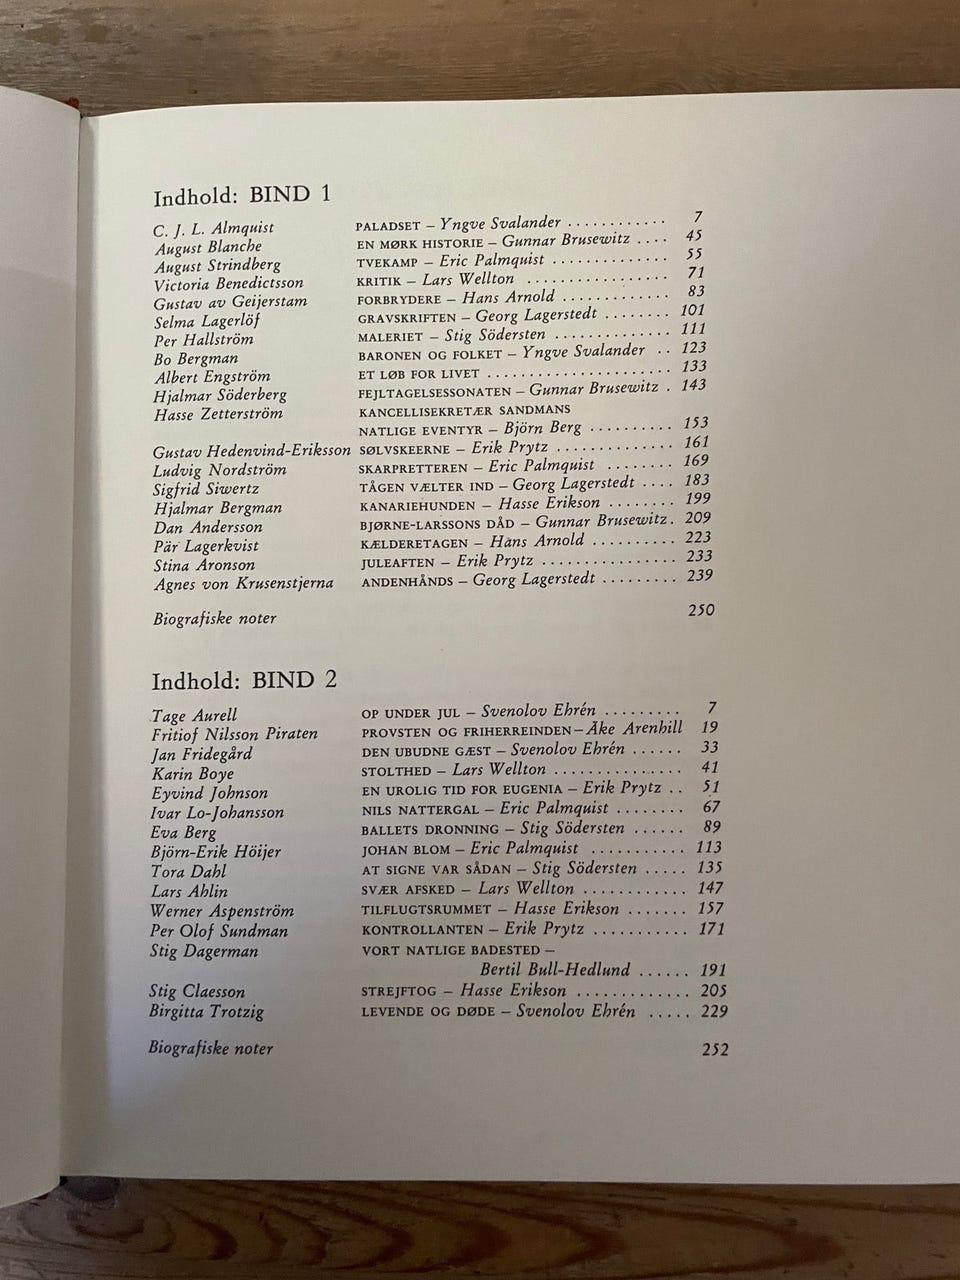 Indhold: BIND 1
C. J. L. Almquist PALADSET – Yngve Svalander . . . . . . . . . . . . 7
August Blanche EN MØRK HISTORIE – Gunnar Brusewitz . . . . 45
August Strindberg TVEKAMP – Eric Palmquist . . . . . . . . . . . . . . 55
Victoria Benedictsson KRITIK – Lars Wellton . . . . . . . . . . . . . . . . . 71
Gustav av Geijerstam FORBRYDERE – Hans Arnold . . . . . . . . . . . . . 83
Selma Lagerlöf GRAVSKRIFTEN – Georg Lagerstedt . . . . . . . . 101
Per Hallström MALERIET – Stig Södersten . . . . . . . . . . . . . . 111
Bo Bergman BARONEN OG FOLKET – Yngve Svalander . . 123
Albert Engström ET LØB FOR LIVET . . . . . . . . . . . . . . . . . . . . . . 133
Hjalmar Söderberg FEJLTAGELSESSONATEN – Gunnar Brusewitz . 143
Hasse Zetterström KANCELLISEKRETÆR SANDMANS
NATLIGE EVENTYR – Björn Berg . . . . . . . . . . 153
Gustav Hedenvind-Eriksson SØLVSKEERNE – Erik Prytz . . . . . . . . . . . . . . 161
Ludvig Nordström SKARPRETTEREN – Eric Palmquist . . . . . . . . 169
Sigfrid Siwertz TÅGEN VÆLTER IND – Georg Lagerstedt . . . . 183
Hjalmar Bergman KANARIEHUNDEN – Hasse Erikson . . . . . . . . 199
Dan Andersson BJØRNE-LARSSONS DÅD – Gunnar Brusewitz . 209
Pär Lagerkvist KÆLDERETAGEN – Hans Arnold . . . . . . . . . . 223
Stina Aronson JULEAFTEN – Erik Prytz . . . . . . . . . . . . . . . . 233
Agnes von Krusenstjerna ANDENHÅNDS – Georg Lagerstedt . . . . . . . . . 239
Biografiske noter 250
Indhold: BIND 2
Tage Aurell OP UNDER JUL – Svenolov Ehrén . . . . . . . . . 7
Fritiof Nilsson Piraten PROVSTEN OG FRIHERREINDEN–Åke Arenhill 19
Jan Fridegård DEN UBUDNE GÆST – Svenolov Ehrén . . . . . . 33
Karin Boye STOLTHED – Lars Wellton . . . . . . . . . . . . . . . 41
Eyvind Johnson EN UROLIG TID FOR EUGENIA – Erik Prytz . . 51
Ivar Lo-Johansson NILS NATTERGAL – Eric Palmquist . . . . . . . . 67
Eva Berg BALLETS DRONNING – Stig Södersten . . . . . . 89
Björn-Erik Höijer JOHAN BLOM – Eric Palmquist . . . . . . . . . . . 113
Tora Dahl AT SIGNE VAR SÅDAN – Stig Södersten . . . . . 135
Lars Ahlin SVÆR AFSKED – Lars Wellton . . . . . . . . . . . . 147
Werner Aspenström TILFLUGTSRUMMET – Hasse Erikson . . . . . . . 157
Per Olof Sundman KONTROLLANTEN – Erik Prytz . . . . . . . . . . . 171
Stig Dagerman VORT NATLIGE BADESTED –
Bertil Bull-Hedlund . . . . . . 191
Stig Claesson STREJFTOG – Hasse Erikson . . . . . . . . . . . . . 205
Birgitta Trotzig LEVENDE OG DØDE – Svenolov Ehrén . . . . . 229
Biografiske noter 252